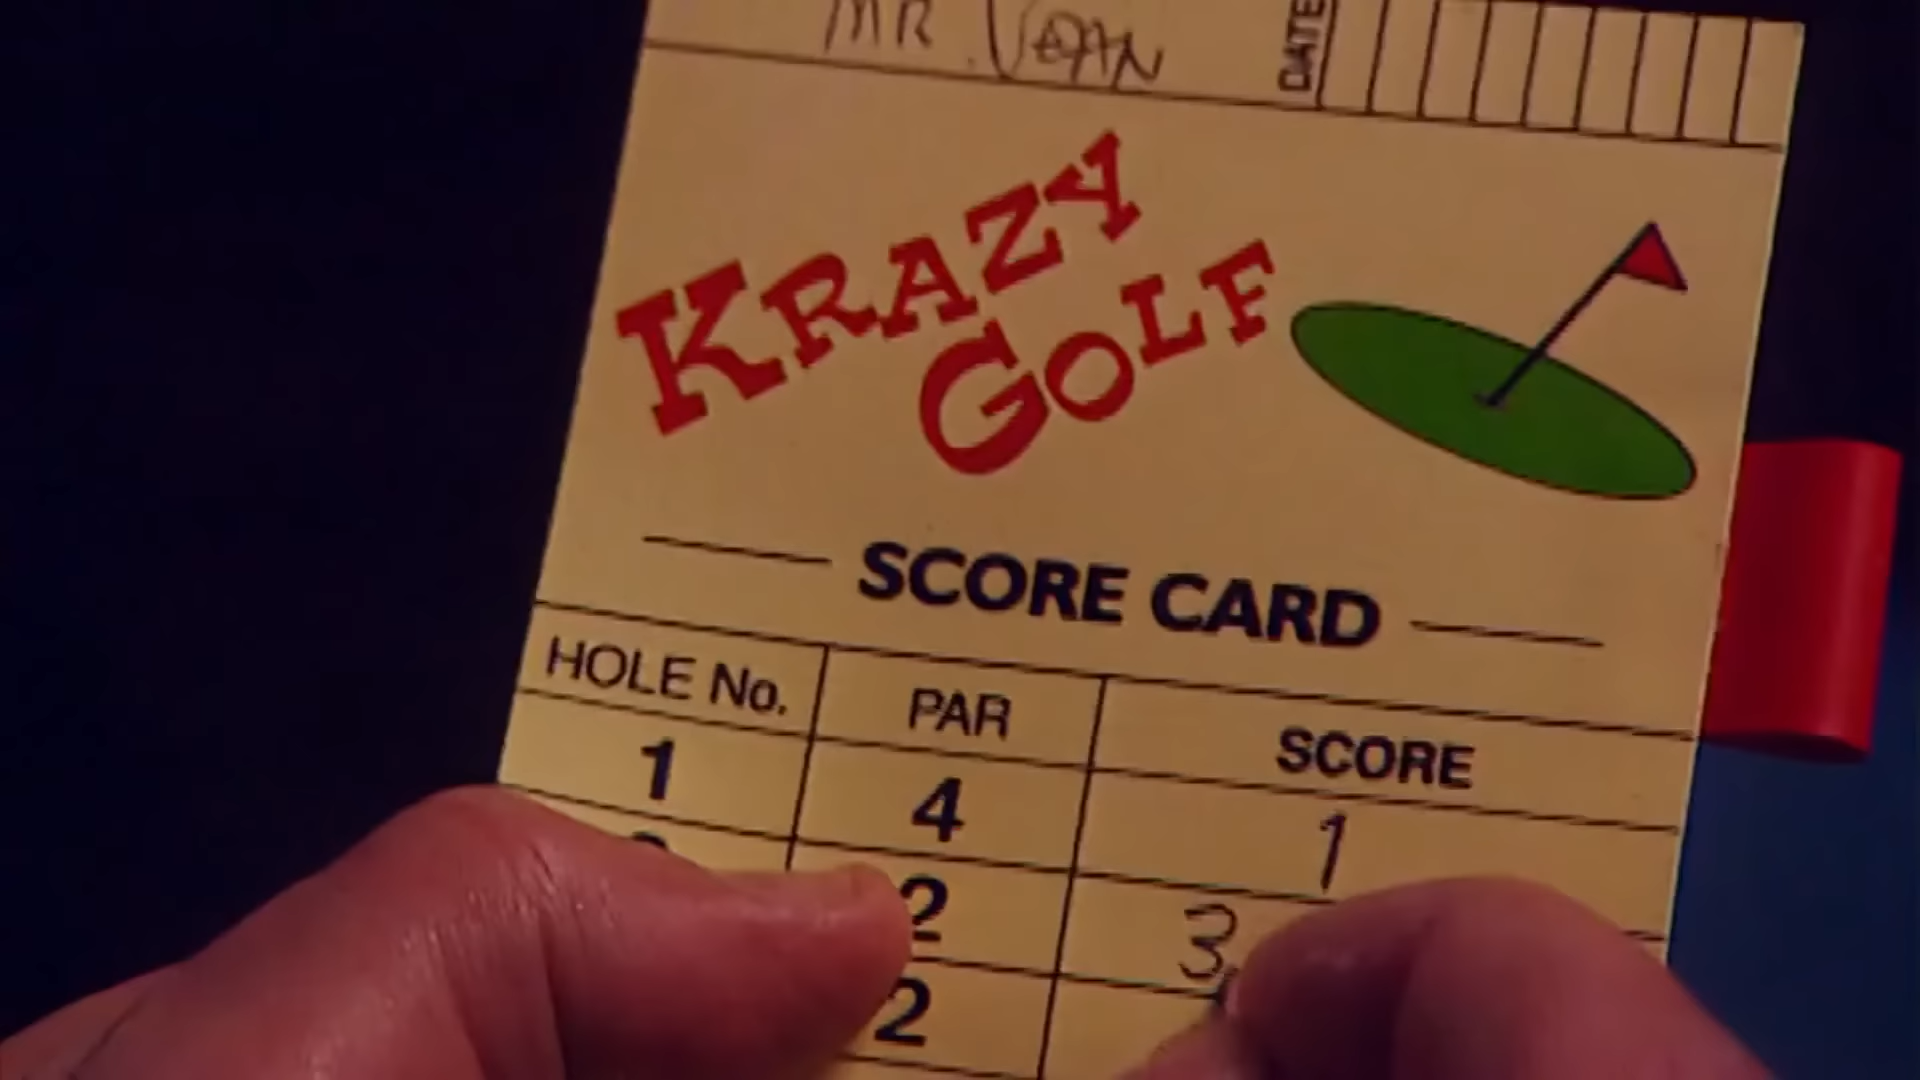 MR. BEAN
DATE
KRAZY
GOLF
SCORE CARD
HOLE No. PAR SCORE
1 4 1
2 3
2